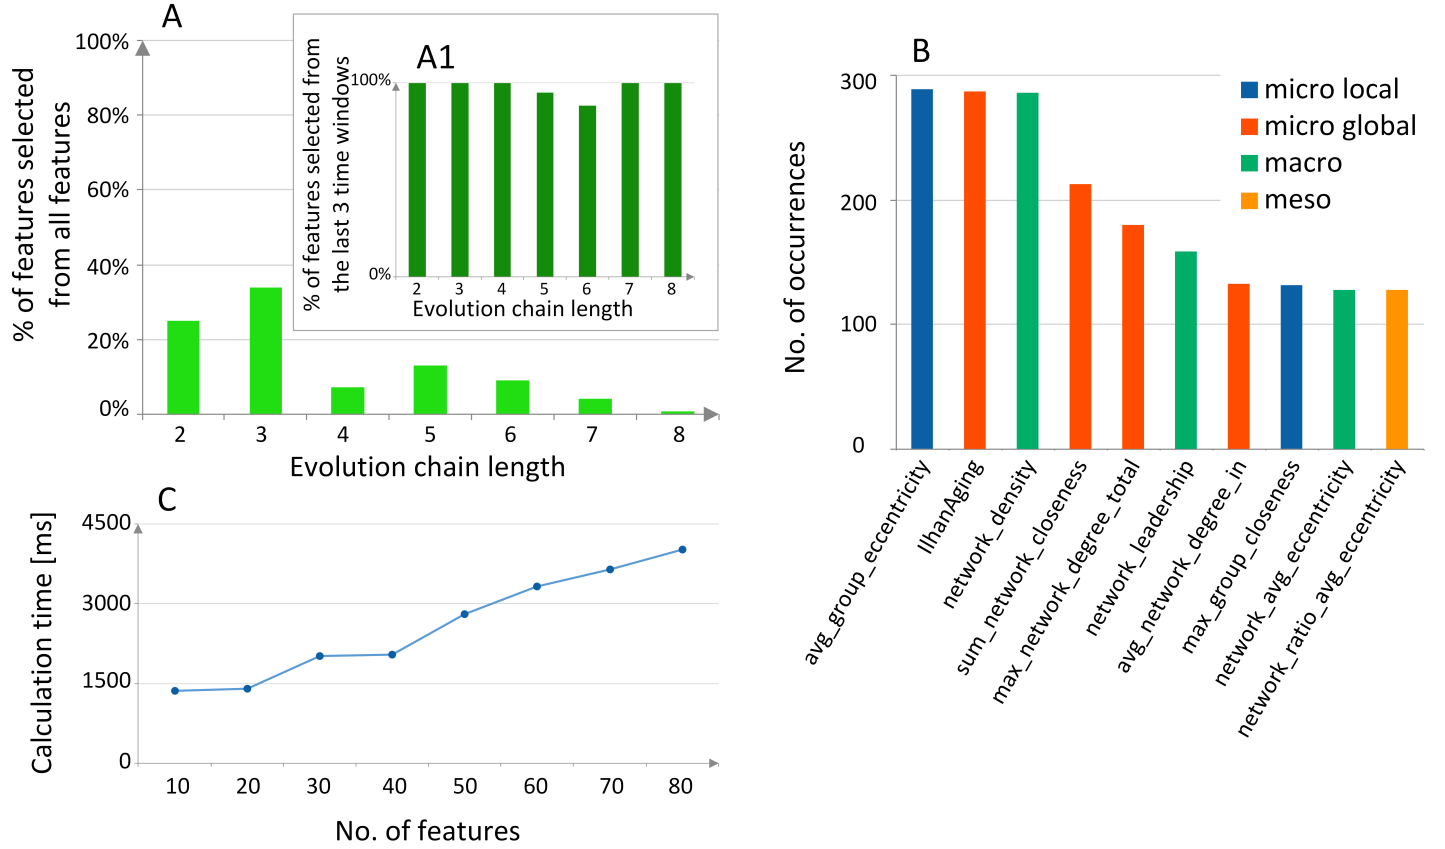 A
% of features selected
from all features
100%
80%
60%
40%
20%
0%
2 3 4 5 6 7 8
Evolution chain length
A1
% of features selected from
the last 3 time windows
100%
0%
2 3 4 5 6 7 8
Evolution chain length
B
No. of occurrences
300
200
100
0
micro local
micro global
macro
meso
avg_group_eccentricity
IlhanAging
network_density
sum_network_closeness
max_network_degree_total
network_leadership
avg_network_degree_in
max_group_closeness
network_avg_eccentricity
network_ratio_avg_eccentricity
C
Calculation time [ms]
4500
3000
1500
0
10 20 30 40 50 60 70 80
No. of features